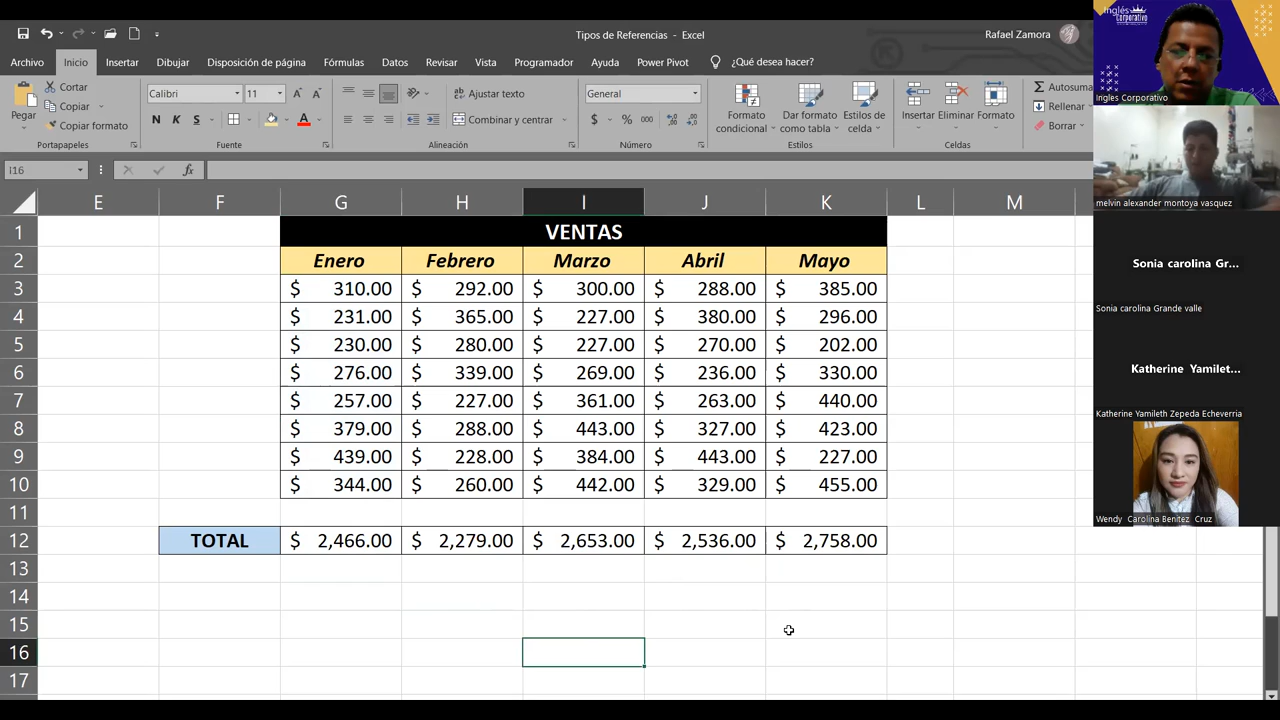 Tipos de Referencias - Excel
Rafael Zamora
Archivo Inicio Insertar Dibujar Disposición de página Fórmulas Datos Revisar Vista Programador Ayuda Power Pivot ¿Qué desea hacer?
Pegar
Cortar
Copiar
Copiar formato
Portapapeles
Calibri 11
N K S
Fuente
Ajustar texto
Combinar y centrar
Alineación
General
$ % 000
Número
Formato condicional
Dar formato como tabla
Estilos de celda
Estilos
Insertar Eliminar Formato
Celdas
Autosuma
Rellenar
Borrar
I16 fx
E F G H I J K L M
1 VENTAS
2 Enero Febrero Marzo Abril Mayo
3 $ 310.00 $ 292.00 $ 300.00 $ 288.00 $ 385.00
4 $ 231.00 $ 365.00 $ 227.00 $ 380.00 $ 296.00
5 $ 230.00 $ 280.00 $ 227.00 $ 270.00 $ 202.00
6 $ 276.00 $ 339.00 $ 269.00 $ 236.00 $ 330.00
7 $ 257.00 $ 227.00 $ 361.00 $ 263.00 $ 440.00
8 $ 379.00 $ 288.00 $ 443.00 $ 327.00 $ 423.00
9 $ 439.00 $ 228.00 $ 384.00 $ 443.00 $ 227.00
10 $ 344.00 $ 260.00 $ 442.00 $ 329.00 $ 455.00
11
12 TOTAL $ 2,466.00 $ 2,279.00 $ 2,653.00 $ 2,536.00 $ 2,758.00
13
14
15
16
17
Inglés
Corporativo
Ingles Corporativo
melvin alexander montoya vasquez
Sonia carolina Gr...
Sonia carolina Grande valle
Katherine Yamilet...
Katherine Yamileth Zepeda Echeverria
Wendy Carolina Benitez Cruz